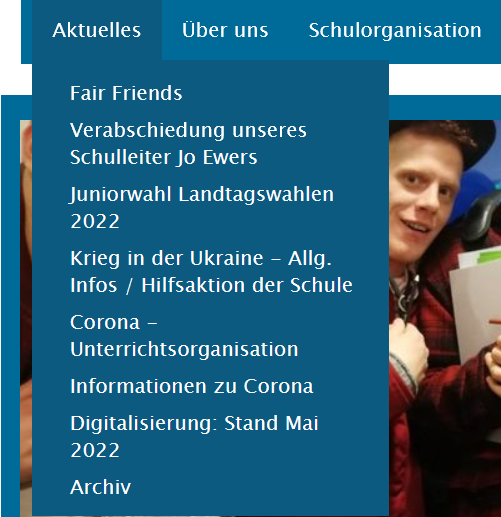 Aktuelles Über uns Schulorganisation
Fair Friends
Verabschiedung unseres
Schulleiter Jo Ewers
Juniorwahl Landtagswahlen
2022
Krieg in der Ukraine – Allg.
Infos / Hilfsaktion der Schule
Corona –
Unterrichtsorganisation
Informationen zu Corona
Digitalisierung: Stand Mai
2022
Archiv